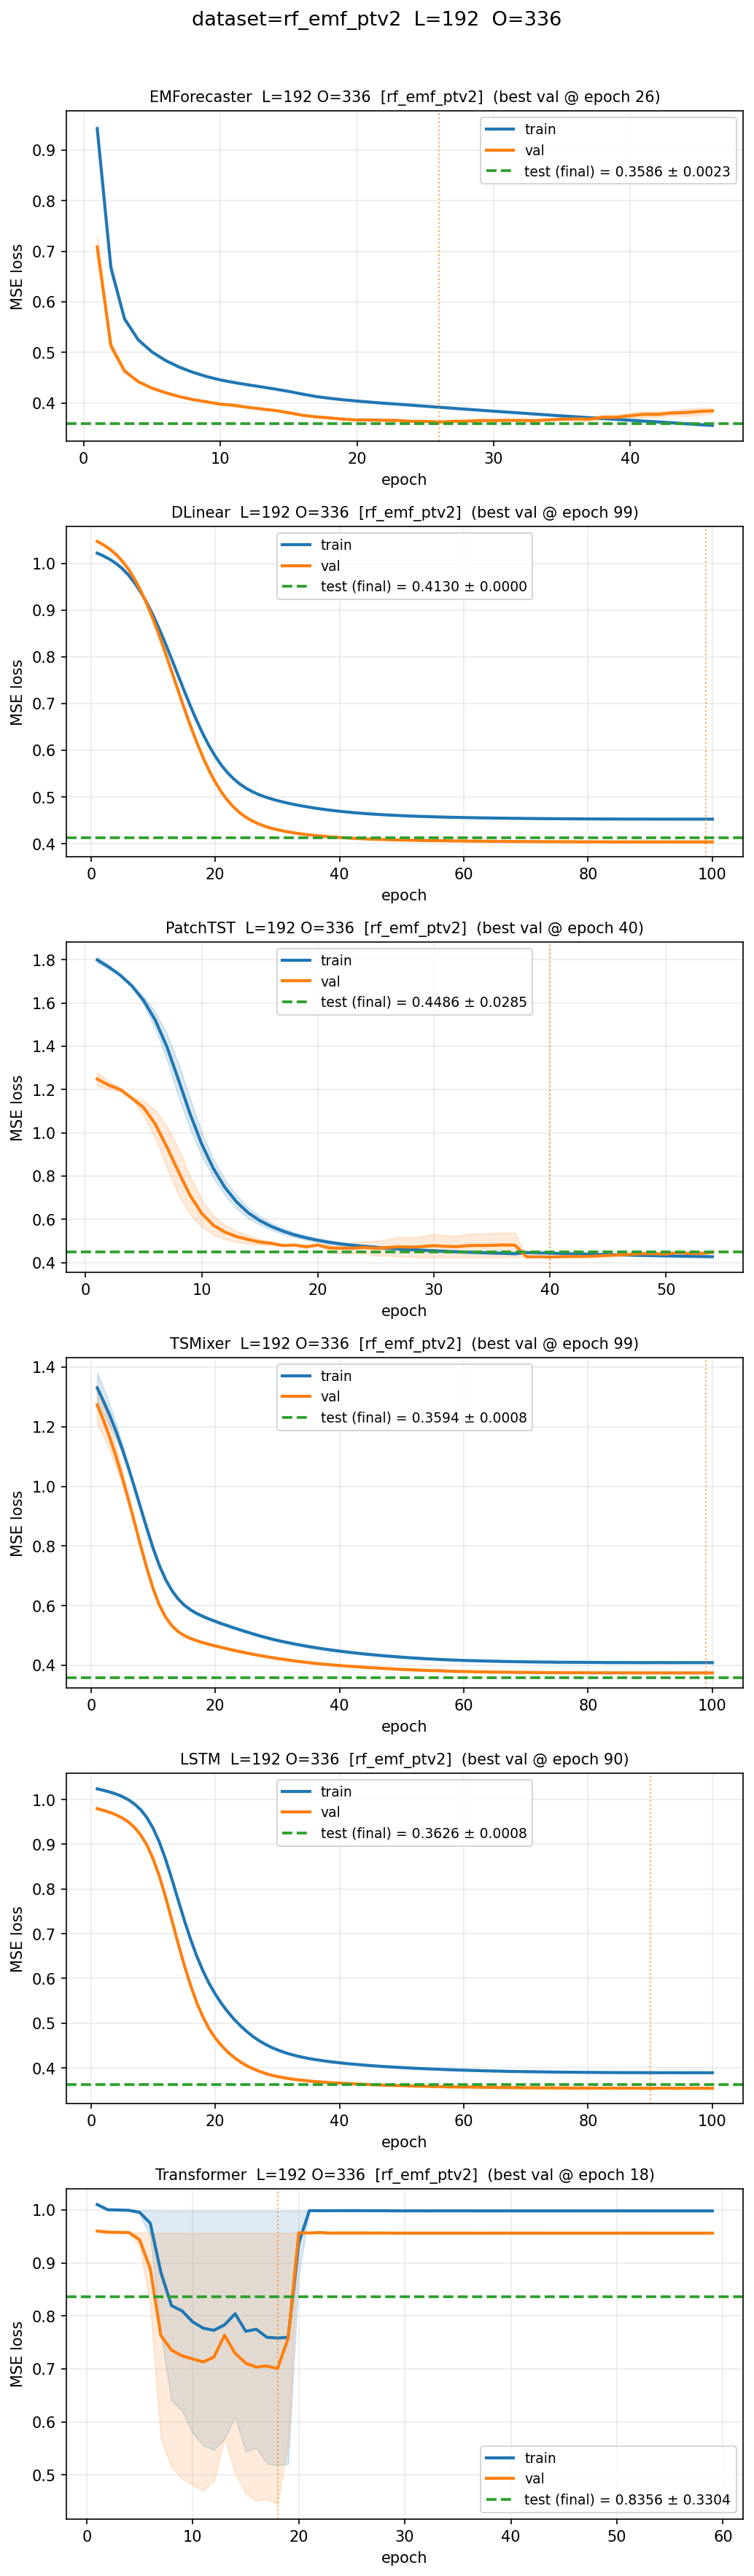 dataset=rf_emf_ptv2  L=192  O=336
EMForecaster  L=192 O=336  [rf_emf_ptv2]  (best val @ epoch 26)
MSE loss
0.9
0.8
0.7
0.6
0.5
0.4
train
val
test (final) = 0.3586 ± 0.0023
0 10 20 30 40
epoch
DLinear  L=192 O=336  [rf_emf_ptv2]  (best val @ epoch 99)
MSE loss
1.0
0.9
0.8
0.7
0.6
0.5
0.4
train
val
test (final) = 0.4130 ± 0.0000
0 20 40 60 80 100
epoch
PatchTST  L=192 O=336  [rf_emf_ptv2]  (best val @ epoch 40)
MSE loss
1.8
1.6
1.4
1.2
1.0
0.8
0.6
0.4
train
val
test (final) = 0.4486 ± 0.0285
0 10 20 30 40 50
epoch
TSMixer  L=192 O=336  [rf_emf_ptv2]  (best val @ epoch 99)
MSE loss
1.4
1.2
1.0
0.8
0.6
0.4
train
val
test (final) = 0.3594 ± 0.0008
0 20 40 60 80 100
epoch
LSTM  L=192 O=336  [rf_emf_ptv2]  (best val @ epoch 90)
MSE loss
1.0
0.9
0.8
0.7
0.6
0.5
0.4
train
val
test (final) = 0.3626 ± 0.0008
0 20 40 60 80 100
epoch
Transformer  L=192 O=336  [rf_emf_ptv2]  (best val @ epoch 18)
MSE loss
1.0
0.9
0.8
0.7
0.6
0.5
train
val
test (final) = 0.8356 ± 0.3304
0 10 20 30 40 50 60
epoch